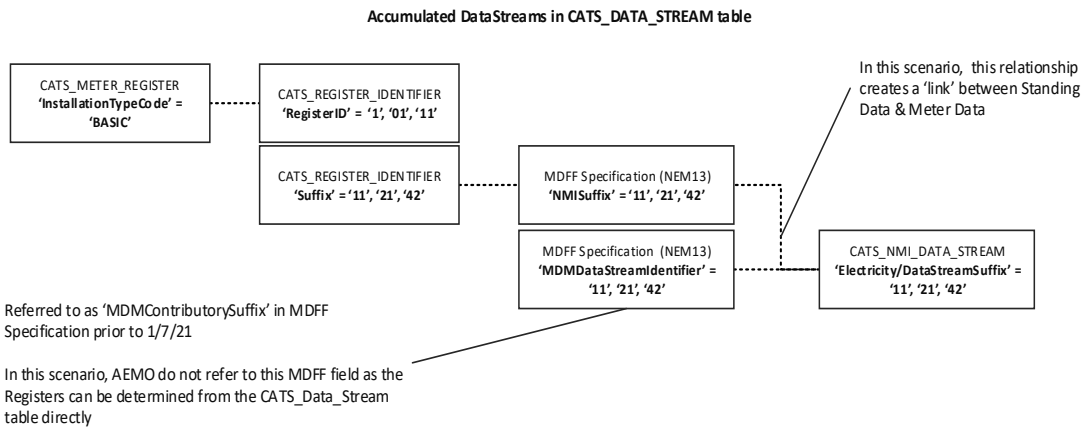 Accumulated DataStreams in CATS_DATA_STREAM table
CATS_METER_REGISTER
‘InstallationTypeCode’ =
‘BASIC’
CATS_REGISTER_IDENTIFIER
‘RegisterID’ = ‘1’, ‘01’, ‘11’
In this scenario, this relationship
creates a ‘link’ between Standing
Data & Meter Data
CATS_REGISTER_IDENTIFIER
‘Suffix’ = ‘11’, ‘21’, ‘42’
MDFF Specification (NEM13)
‘NMISuffix’ = ‘11’, ‘21’, ‘42’
MDFF Specification (NEM13)
‘MDMDataStreamIdentifier’ =
‘11’, ‘21’, ‘42’
CATS_NMI_DATA_STREAM
‘Electricity/DataStreamSuffix’ =
‘11’, ‘21’, ‘42’
Referred to as ‘MDMContributorySuffix’ in MDFF
Specification prior to 1/7/21
In this scenario, AEMO do not refer to this MDFF field as the
Registers can be determined from the CATS_Data_Stream
table directly